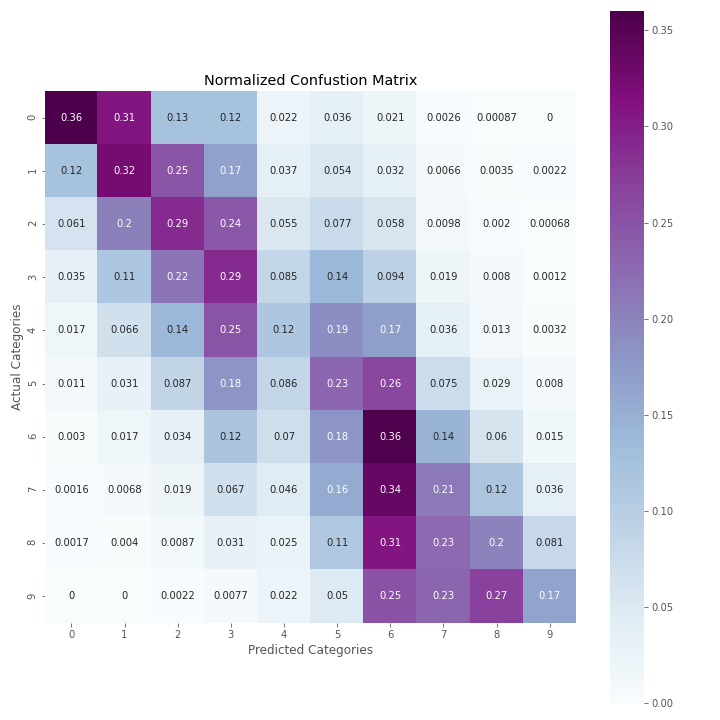 Normalized Confustion Matrix
0 0.36 0.31 0.13 0.12 0.022 0.036 0.021 0.0026 0.00087 0
1 0.12 0.32 0.25 0.17 0.037 0.054 0.032 0.0066 0.0035 0.0022
2 0.061 0.2 0.29 0.24 0.055 0.077 0.058 0.0098 0.002 0.00068
3 0.035 0.11 0.22 0.29 0.085 0.14 0.094 0.019 0.008 0.0012
4 0.017 0.066 0.14 0.25 0.12 0.19 0.17 0.036 0.013 0.0032
5 0.011 0.031 0.087 0.18 0.086 0.23 0.26 0.075 0.029 0.008
6 0.003 0.017 0.034 0.12 0.07 0.18 0.36 0.14 0.06 0.015
7 0.0016 0.0068 0.019 0.067 0.046 0.16 0.34 0.21 0.12 0.036
8 0.0017 0.004 0.0087 0.031 0.025 0.11 0.31 0.23 0.2 0.081
9 0 0 0.0022 0.0077 0.022 0.05 0.25 0.23 0.27 0.17
0 1 2 3 4 5 6 7 8 9
Predicted Categories
Actual Categories
0.35
0.30
0.25
0.20
0.15
0.10
0.05
0.00